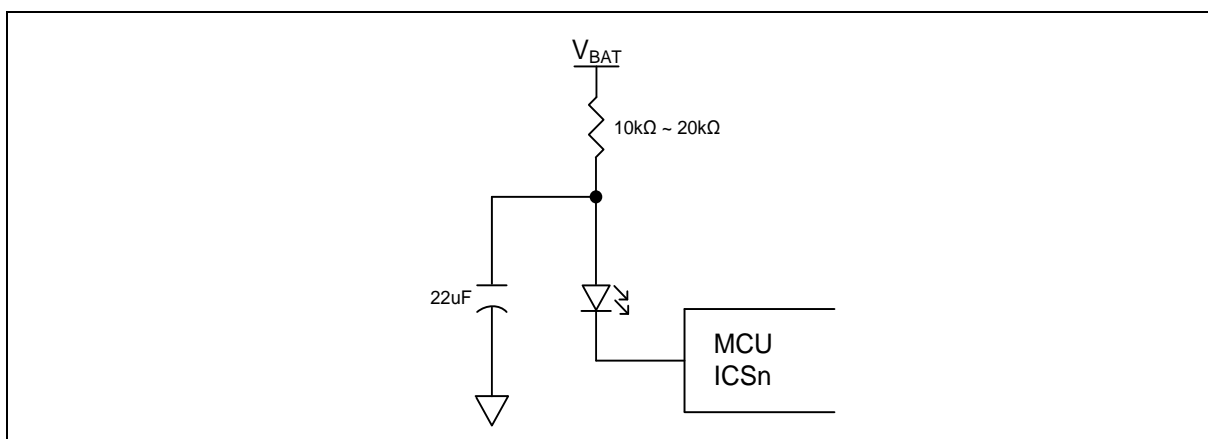 VBAT
10kΩ ~ 20kΩ
22uF
MCU
ICSn